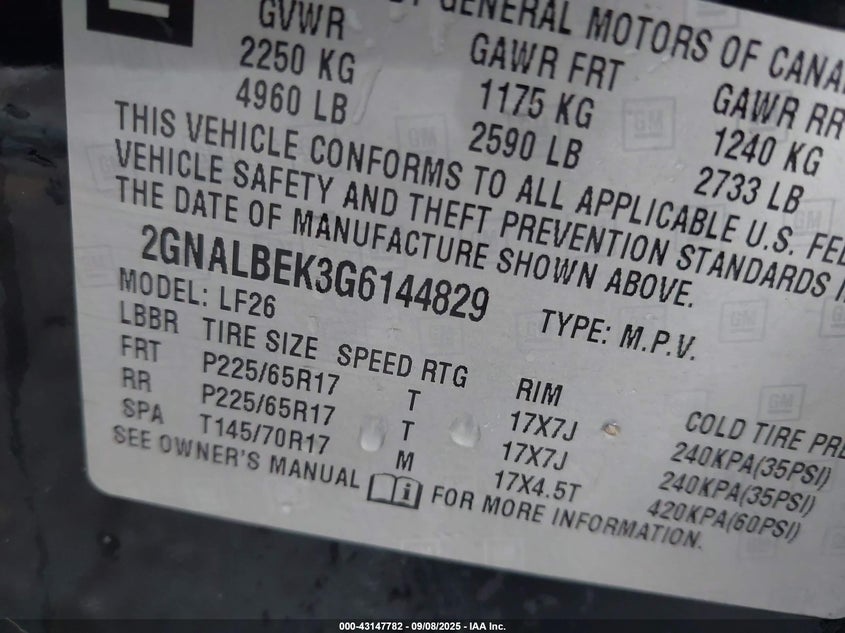 BY GENERAL MOTORS OF CANA
GVWR GAWR FRT GAWR RR
2250 KG 1175 KG 1240 KG
4960 LB 2590 LB 2733 LB
THIS VEHICLE CONFORMS TO ALL APPLICABLE U.S. FEL
VEHICLE SAFETY AND THEFT PREVENTION STANDARDS I
THE DATE OF MANUFACTURE SHOWN ABOVE.
2GNALBEK3G6144829 TYPE: M.P.V.
MODEL: LF26
LBBR TIRE SIZE SPEED RTG RIM COLD TIRE PRE
FRT P225/65R17 T 17X7J 240KPA(35PSI)
RR P225/65R17 T 17X7J 240KPA(35PSI)
SPA T145/70R17 M 17X4.5T 420KPA(60PSI)
SEE OWNER'S MANUAL FOR MORE INFORMATION.
GM
000-43147782 - 09/08/2025 - IAA Inc.